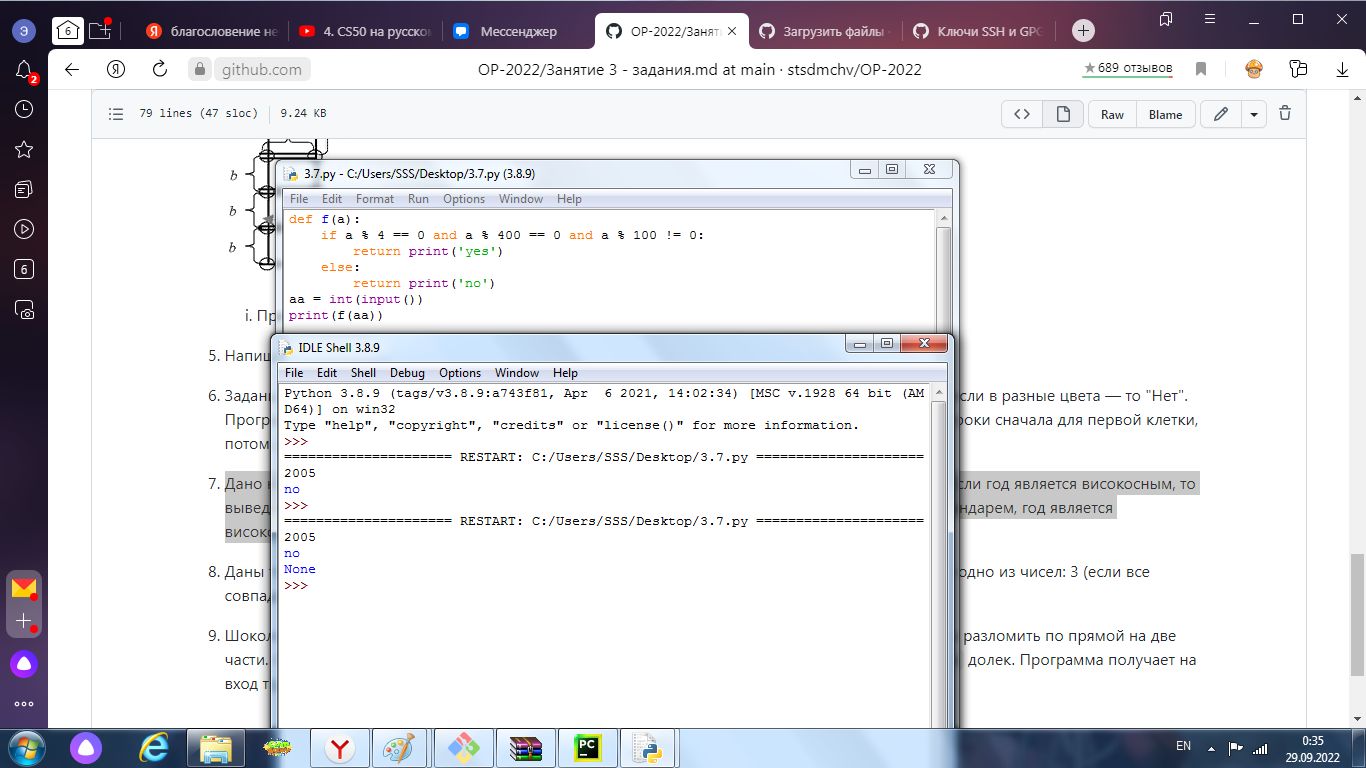 6
благословение не
4. CS50 на русско
Мессенджер
OP-2022/Занят
Загрузить файлы
Ключи SSH и GPG
Э
2
6
github.com
OP-2022/Занятие 3 - задания.md at main · stsdmchv/OP-2022
★689 отзывов
79 lines (47 sloc)
9.24 KB
Raw
Blame
b
b
b
3.7.py - C:/Users/SSS/Desktop/3.7.py (3.8.9)
File Edit Format Run Options Window Help
def f(a):
    if a % 4 == 0 and a % 400 == 0 and a % 100 != 0:
        return print('yes')
    else:
        return print('no')
aa = int(input())
print(f(aa))
i. Пр
IDLE Shell 3.8.9
File Edit Shell Debug Options Window Help
Python 3.8.9 (tags/v3.8.9:a743f81, Apr  6 2021, 14:02:34) [MSC v.1928 64 bit (AM
D64)] on win32
Type "help", "copyright", "credits" or "license()" for more information.
>>>
===================== RESTART: C:/Users/SSS/Desktop/3.7.py =====================
2005
no
>>>
===================== RESTART: C:/Users/SSS/Desktop/3.7.py =====================
2005
no
None
>>>
5. Напиш
6. Задан
сли в разные цвета — то "Нет".
Прогр
роки сначала для первой клетки,
потом
7. Дано
сли год является високосным, то
вывед
ндарем, год является
високо
8. Даны
одно из чисел: 3 (если все
совпад
9. Шокол
разломить по прямой на две
части.
долек. Программа получает на
вход т
PC
EN
0:35
29.09.2022